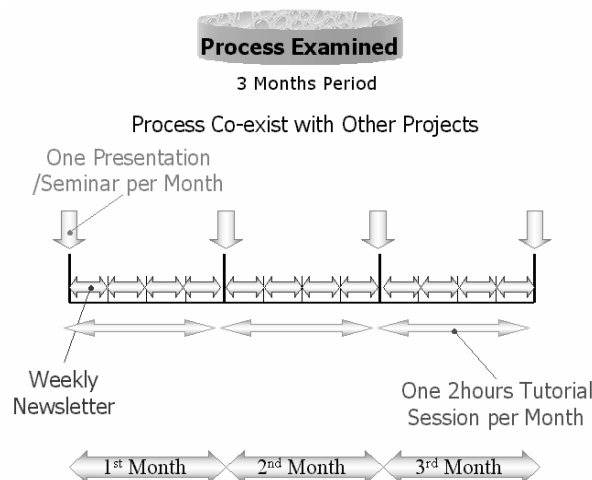 Process Examined
3 Months Period
Process Co-exist with Other Projects
One Presentation
/Seminar per Month
Weekly
Newsletter
One 2hours Tutorial
Session per Month
1st Month
2nd Month
3rd Month